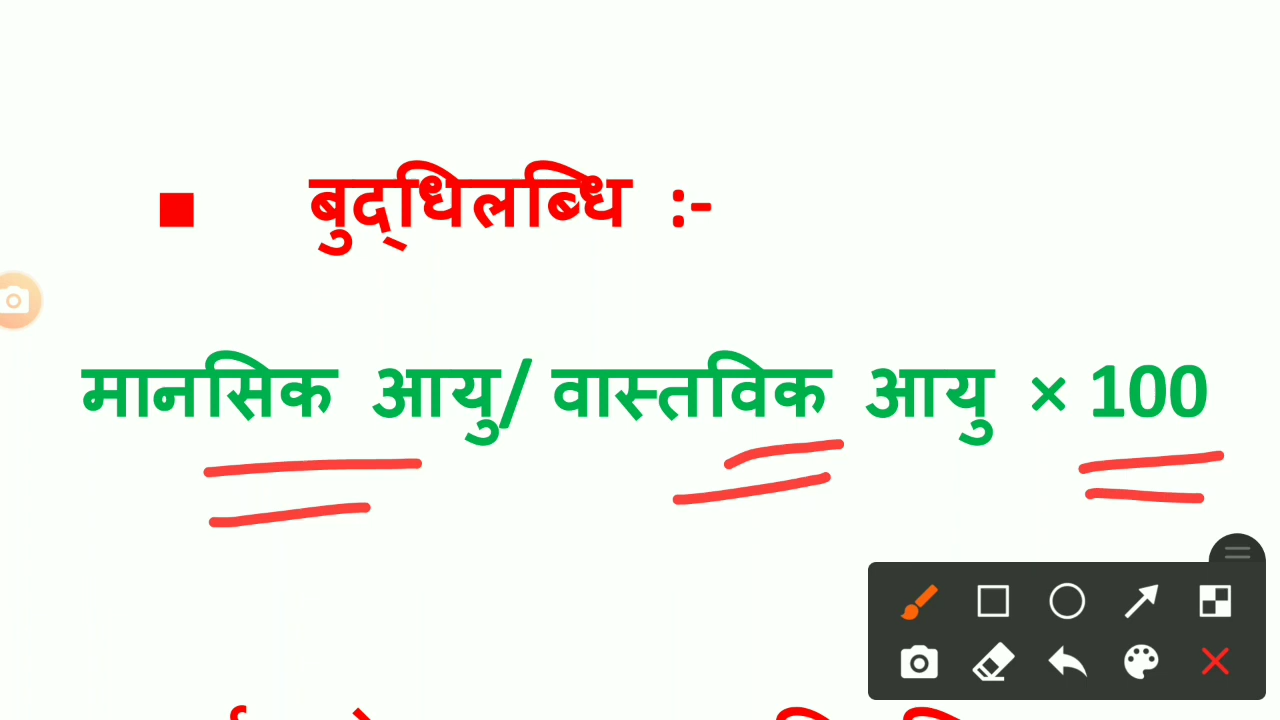 ■ बुद्‌धिलब्धि :-
मानसिक आयु/ वास्तविक आयु × 100